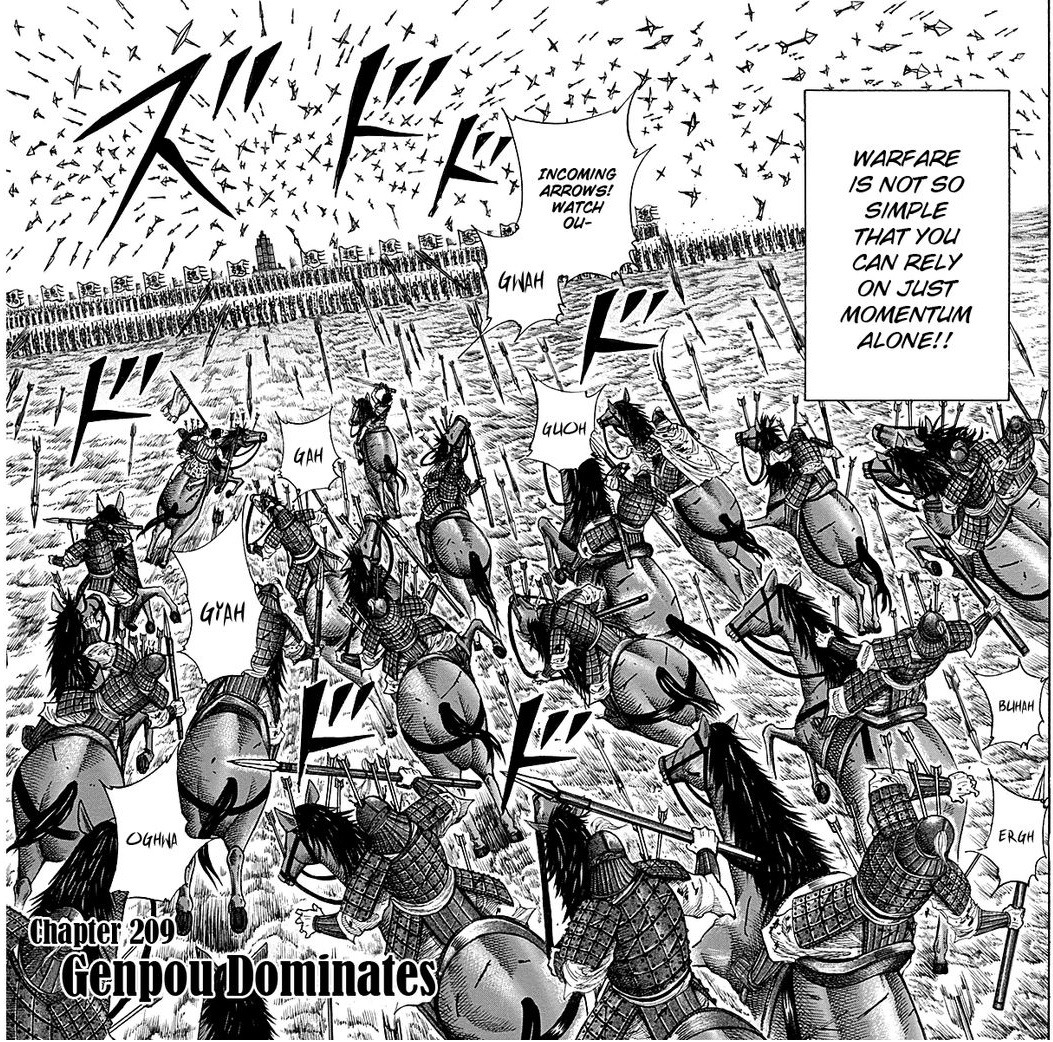 WARFARE
IS NOT SO
SIMPLE
THAT YOU
CAN RELY
ON JUST
MOMENTUM
ALONE!!
ズドド
INCOMING
ARROWS!
WATCH
OU-
GWAH
ド
ド
GUOH
GAH
GYAH
BUHAH
ド
ド
OGHWA
ERGH
Chapter 209
Genpou Dominates